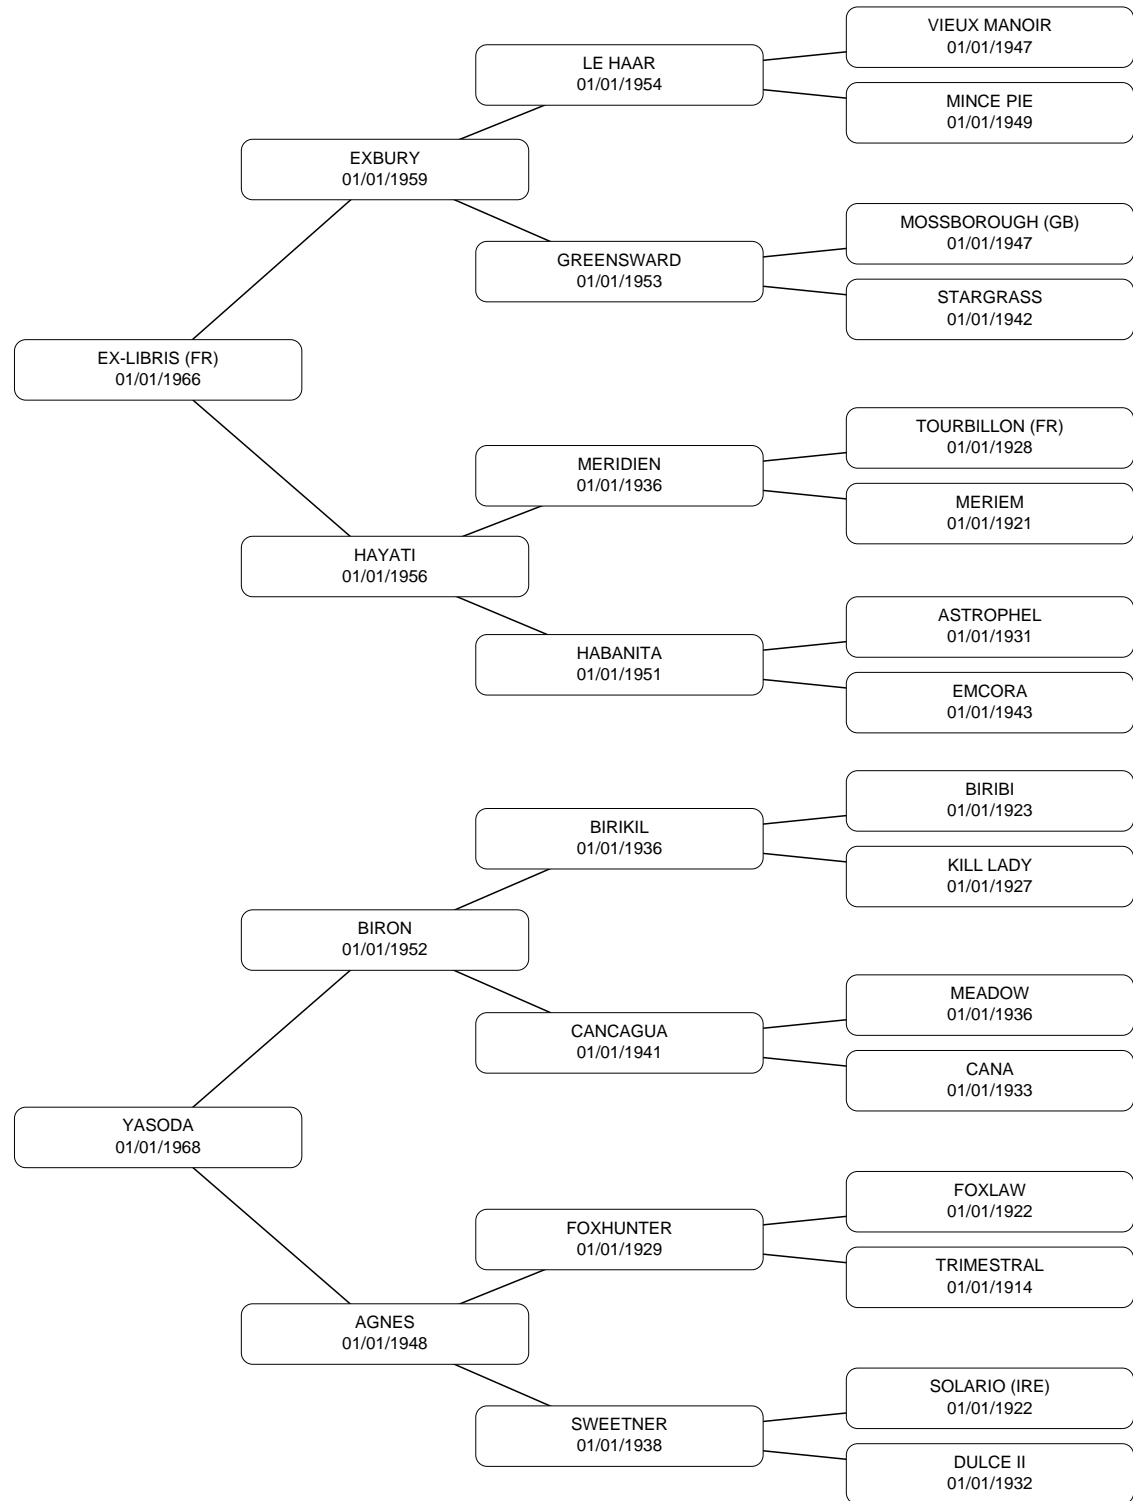 VIEUX MANOIR
01/01/1947
LE HAAR
01/01/1954
MINCE PIE
01/01/1949
EXBURY
01/01/1959
MOSSBOROUGH (GB)
01/01/1947
GREENSWARD
01/01/1953
STARGRASS
01/01/1942
EX-LIBRIS (FR)
01/01/1966
TOURBILLON (FR)
01/01/1928
MERIDIEN
01/01/1936
MERIEM
01/01/1921
HAYATI
01/01/1956
ASTROPHEL
01/01/1931
HABANITA
01/01/1951
EMCORA
01/01/1943
BIRIBI
01/01/1923
BIRIKIL
01/01/1936
KILL LADY
01/01/1927
BIRON
01/01/1952
MEADOW
01/01/1936
CANCAGUA
01/01/1941
CANA
01/01/1933
YASODA
01/01/1968
FOXLAW
01/01/1922
FOXHUNTER
01/01/1929
TRIMESTRAL
01/01/1914
AGNES
01/01/1948
SOLARIO (IRE)
01/01/1922
SWEETNER
01/01/1938
DULCE II
01/01/1932